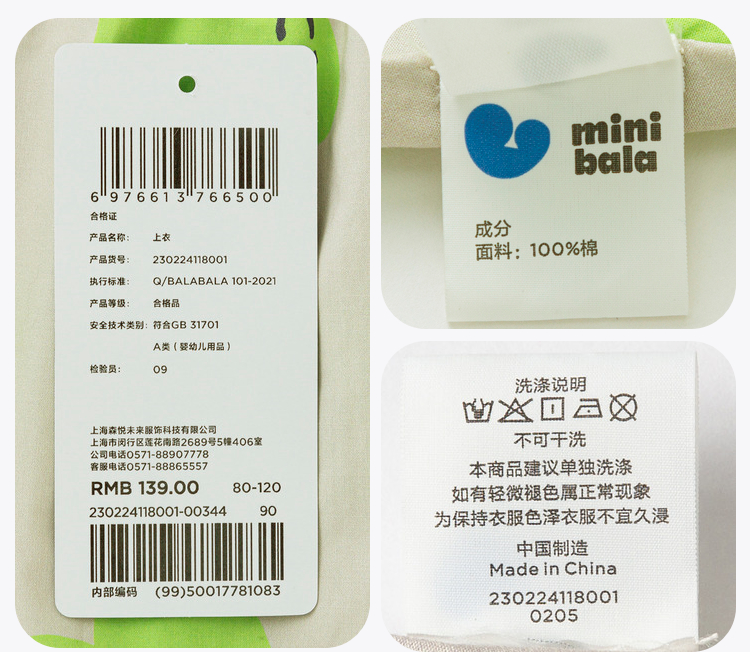 6 976613 766500
合格证
产品名称: 上衣
产品货号: 230224118001
执行标准: Q/BALABALA 101-2021
产品等级: 合格品
安全技术类别: 符合GB 31701
A类 (婴幼儿用品)
检验员: 09
上海森悦未来服饰科技有限公司
上海市闵行区莲花南路2689号5幢406室
公司电话0571-88907778
客服电话0571-88865557
RMB 139.00 80-120
230224118001-00344 90
内部编码 (99)50017781083
mini
bala
成分
面料: 100%棉
洗涤说明
不可干洗
本商品建议单独洗涤
如有轻微褪色属正常现象
为保持衣服色泽衣服不宜久浸
中国制造
Made in China
230224118001
0205